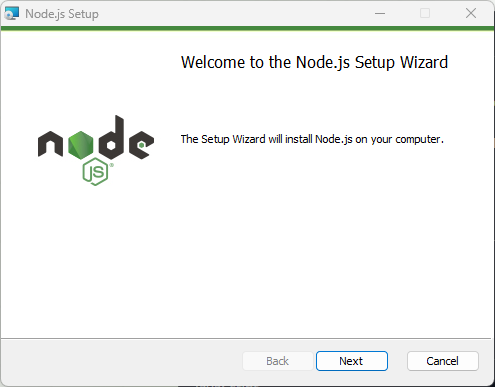 Node.js Setup
Welcome to the Node.js Setup Wizard
The Setup Wizard will install Node.js on your computer.
node
JS®
Back
Next
Cancel